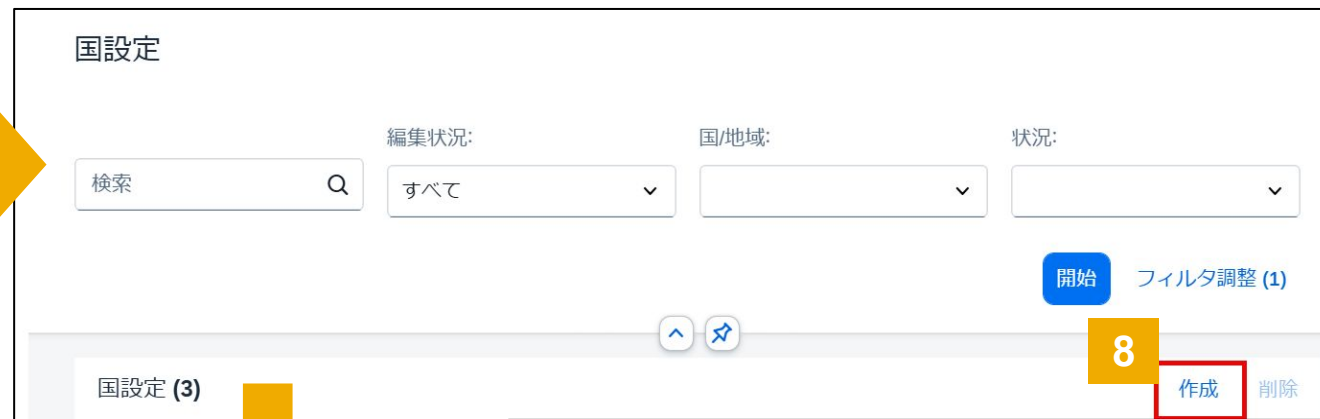 国設定
編集状況:
国/地域:
状況:
検索
すべて
開始
フィルタ調整 (1)
8
国設定 (3)
作成
削除